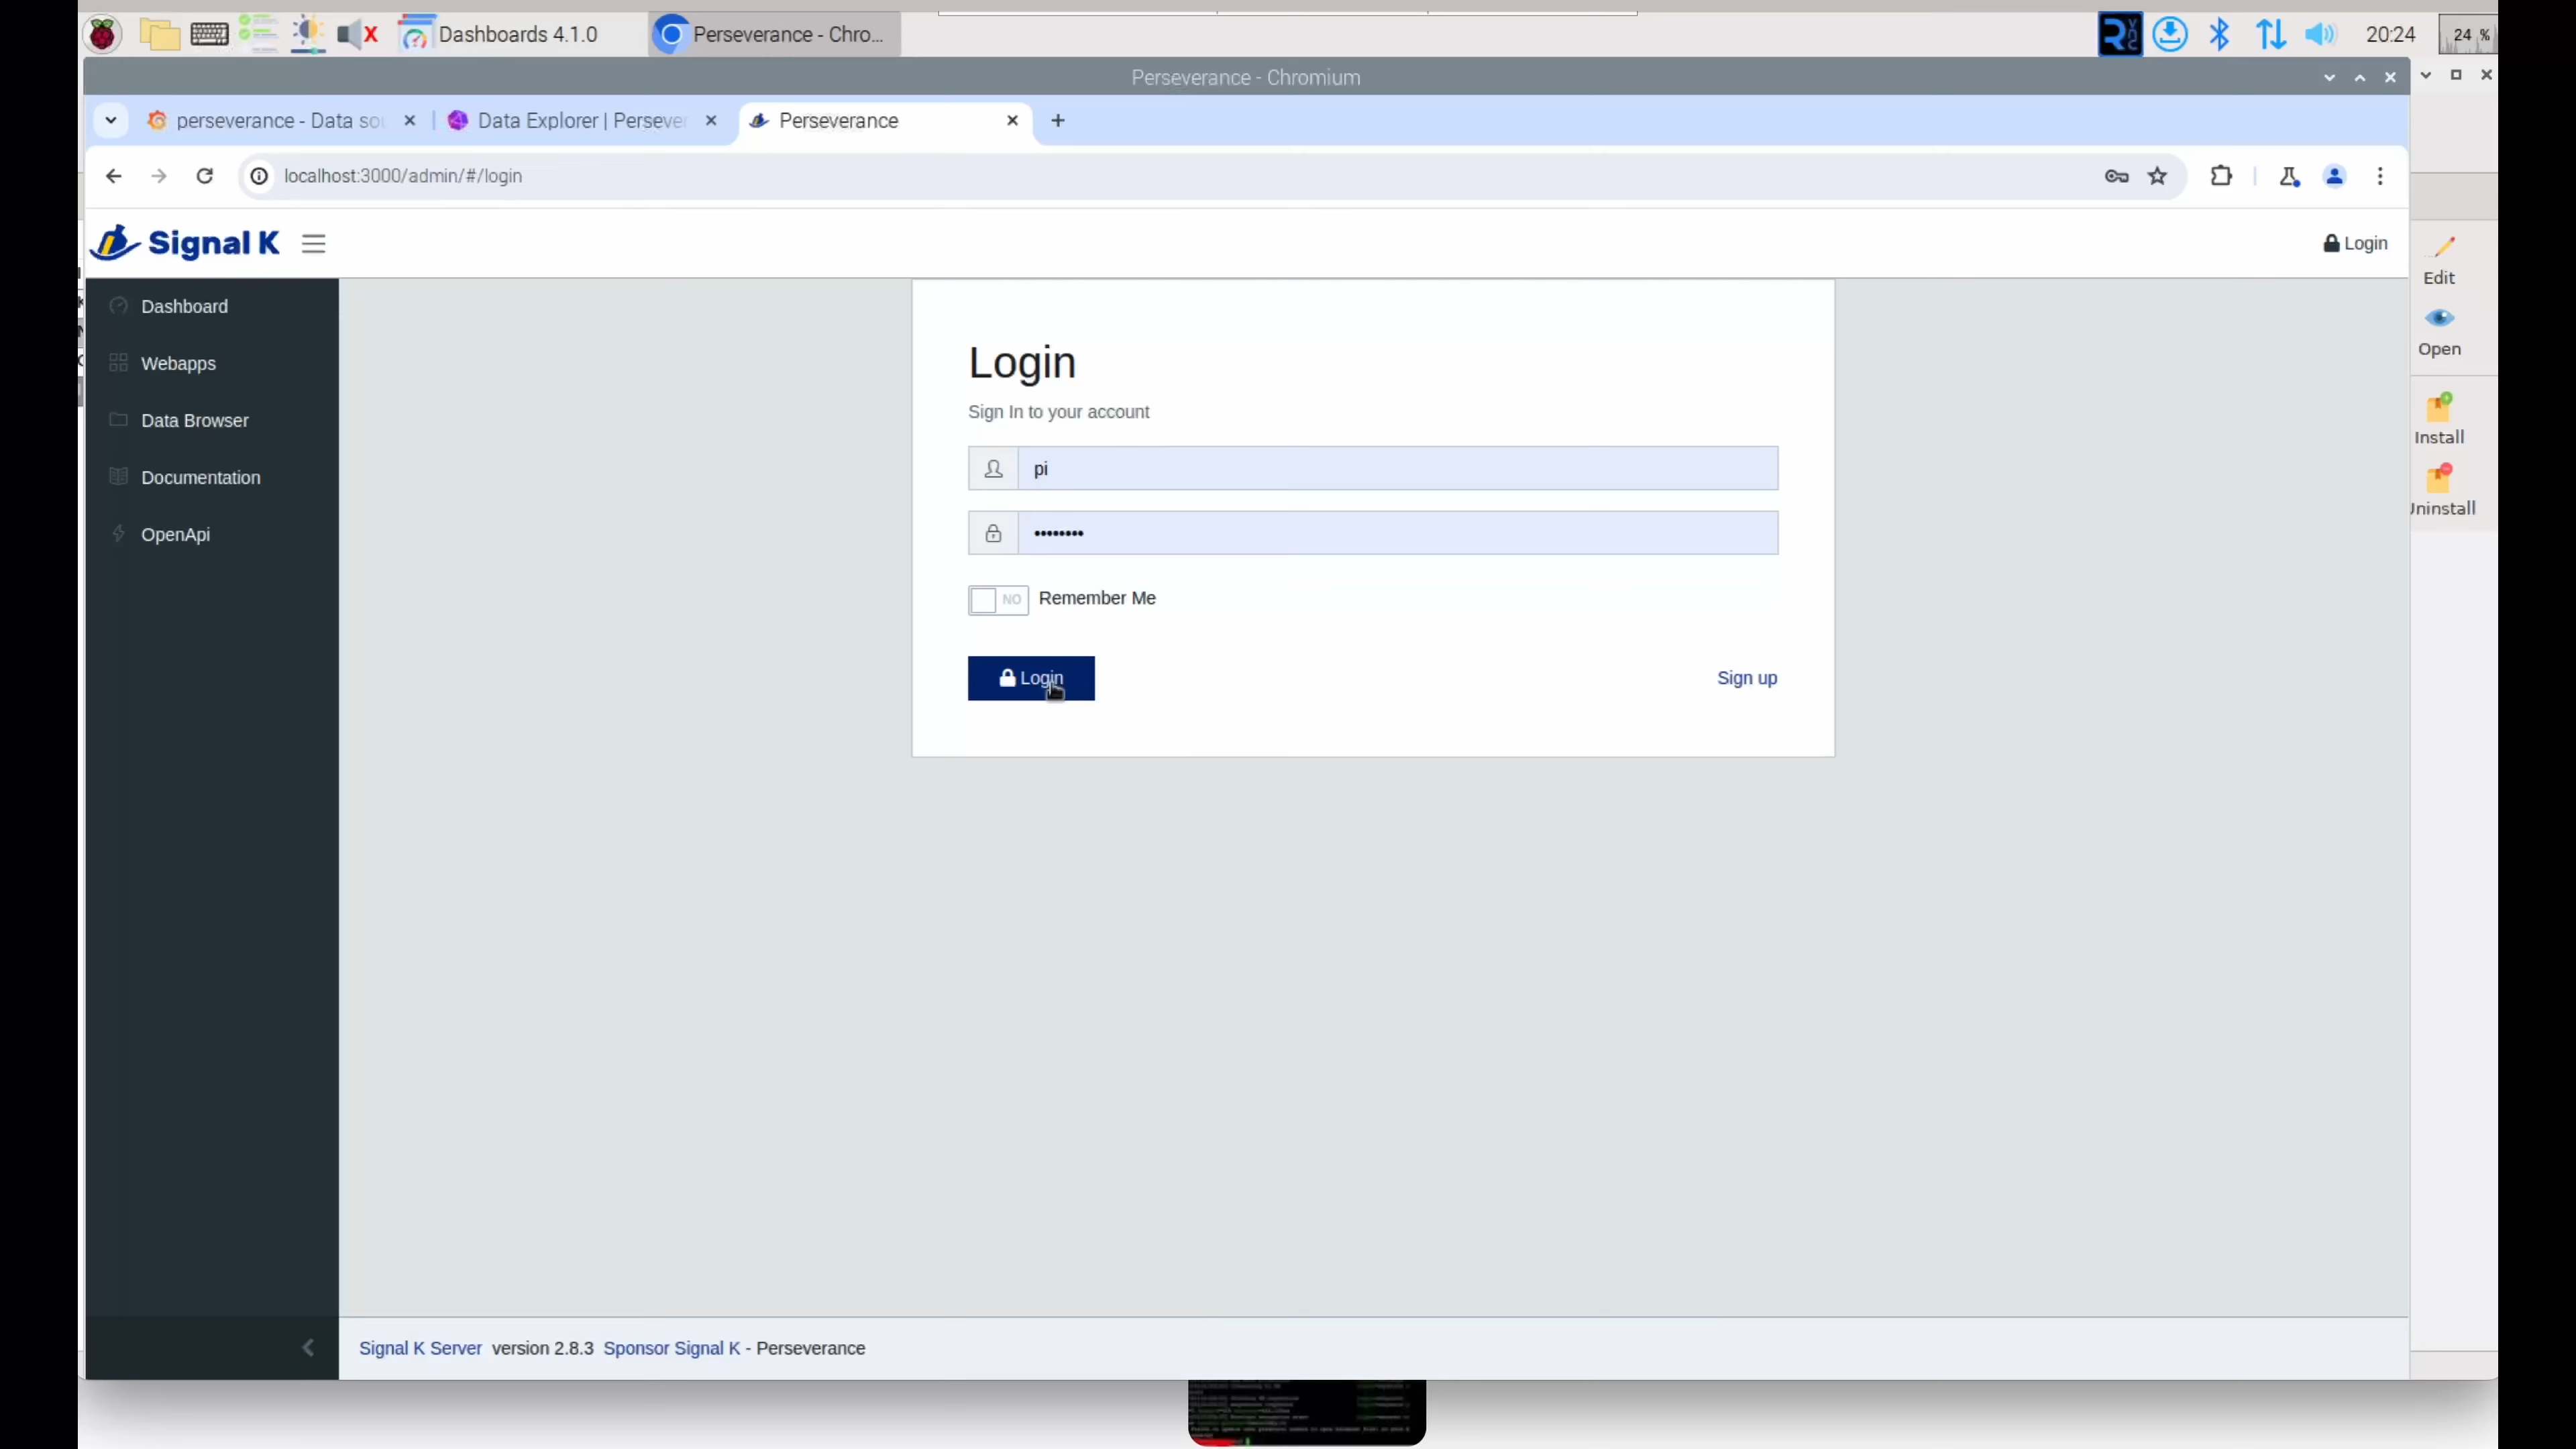 Dashboards 4.1.0
Perseverance - Chro...
20:24
24 %
Perseverance - Chromium
perseverance - Data sou
Data Explorer | Persever
Perseverance
localhost:3000/admin/#/login
Signal K
Login
Edit
Open
Install
Uninstall
Dashboard
Webapps
Data Browser
Documentation
OpenApi
Login
Sign In to your account
pi
••••••••
NO
Remember Me
Login
Sign up
Signal K Server version 2.8.3 Sponsor Signal K - Perseverance